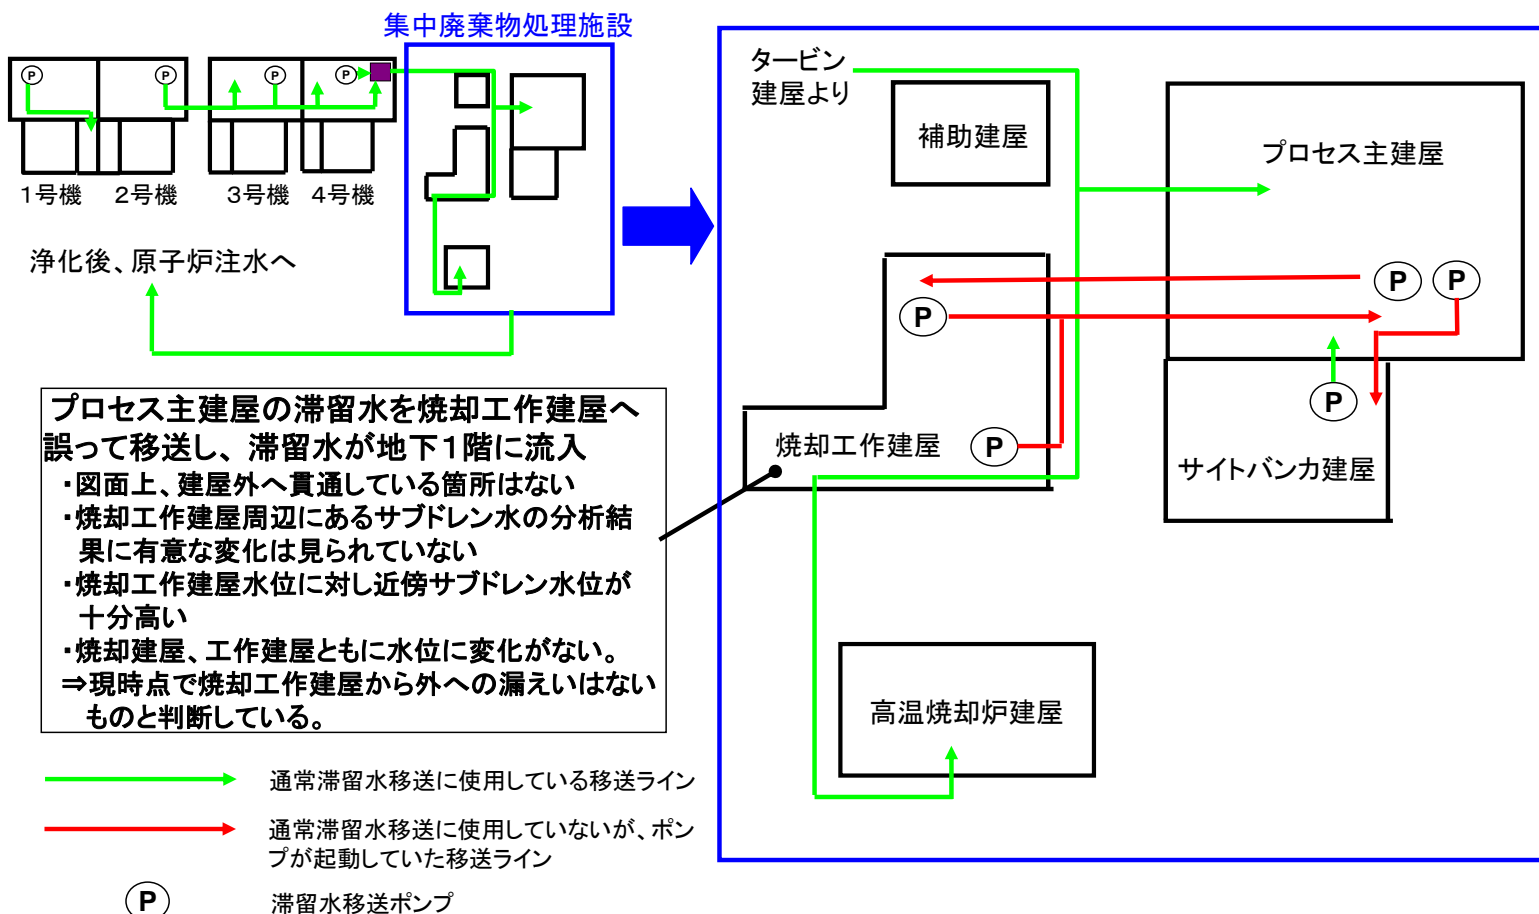 集中廃棄物処理施設
P
P
P
P
1号機
2号機
3号機
4号機
浄化後、原子炉注水へ
タービン
建屋より
補助建屋
プロセス主建屋
P
P
P
P
焼却工作建屋
P
サイトバンカ建屋
高温焼却炉建屋
プロセス主建屋の滞留水を焼却工作建屋へ
誤って移送し、滞留水が地下1階に流入
・図面上、建屋外へ貫通している箇所はない
・焼却工作建屋周辺にあるサブドレン水の分析結
果に有意な変化は見られていない
・焼却工作建屋水位に対し近傍サブドレン水位が
十分高い
・焼却建屋、工作建屋ともに水位に変化がない。
⇒現時点で焼却工作建屋から外への漏えいはない
ものと判断している。
通常滞留水移送に使用している移送ライン
通常滞留水移送に使用していないが、ポン
プが起動していた移送ライン
P
滞留水移送ポンプ